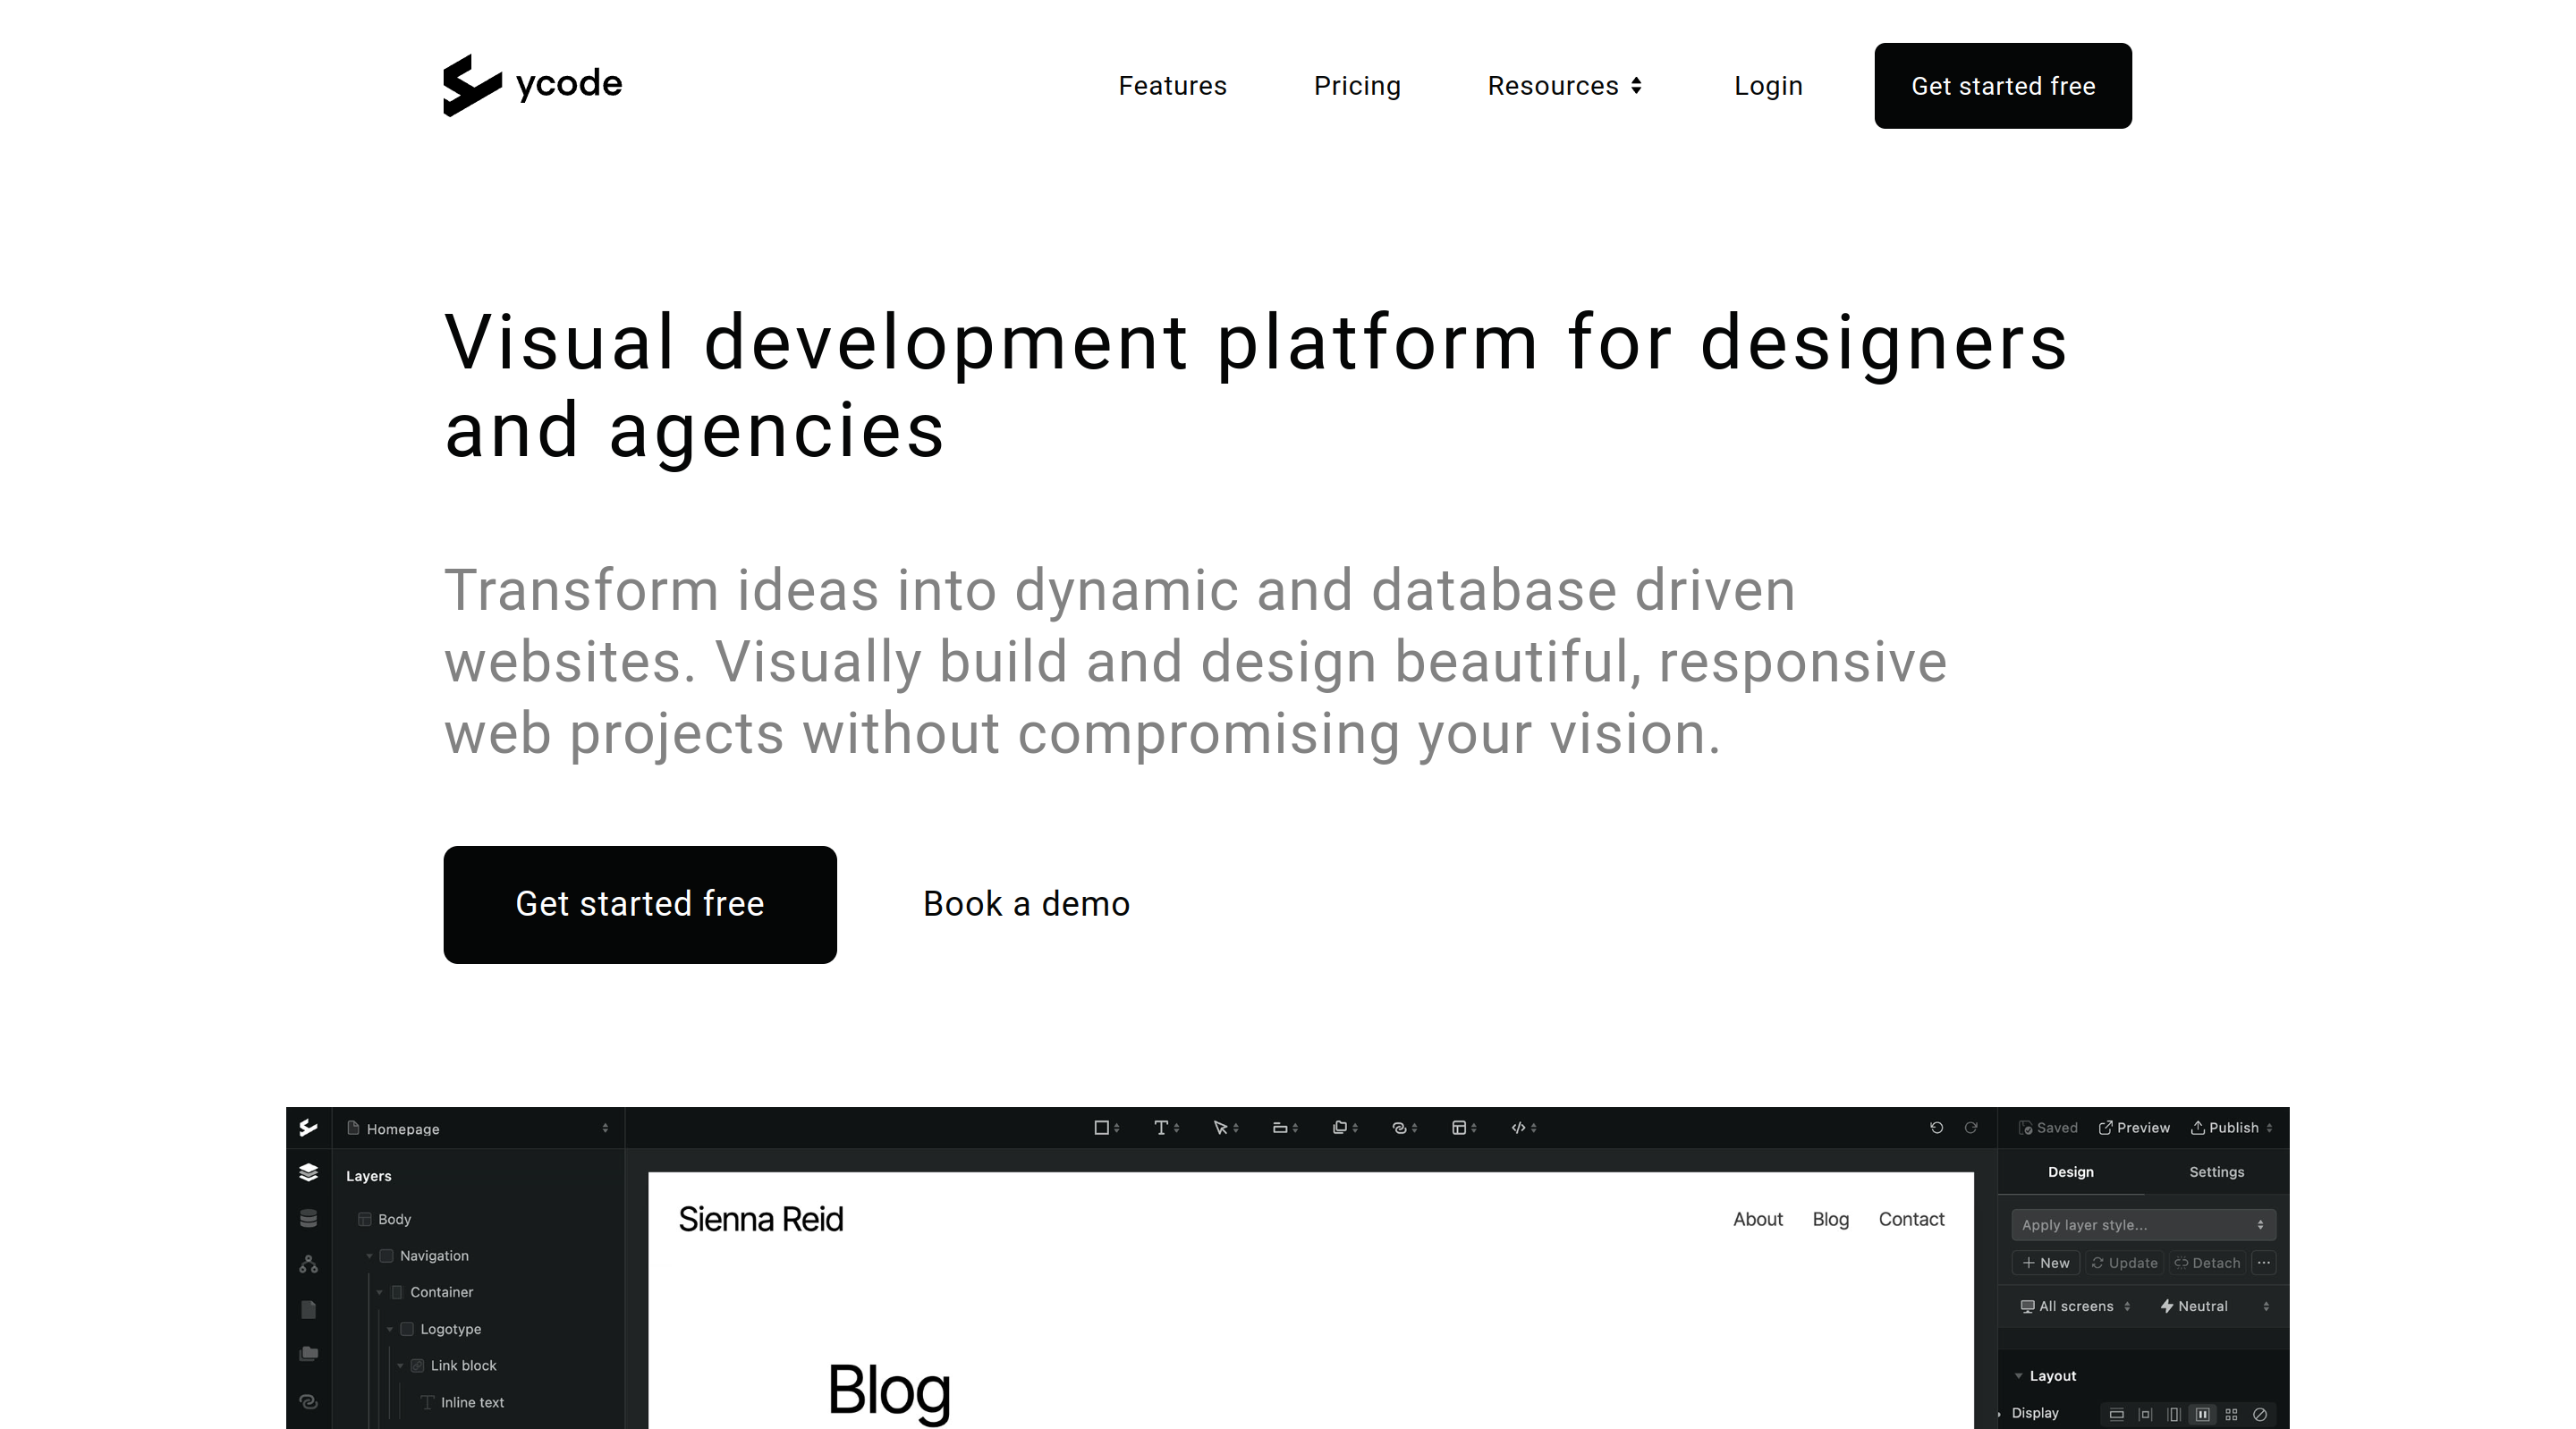 ycode
Features Pricing Resources Login Get started free
Visual development platform for designers
and agencies
Transform ideas into dynamic and database driven
websites. Visually build and design beautiful, responsive
web projects without compromising your vision.
Get started free Book a demo
Homepage Saved Preview Publish
Layers
Body
Navigation
Container
Logotype
Link block
Inline text
Sienna Reid About Blog Contact
Blog
Design Settings
Apply layer style...
New Update Detach
All screens Neutral
Layout
Display